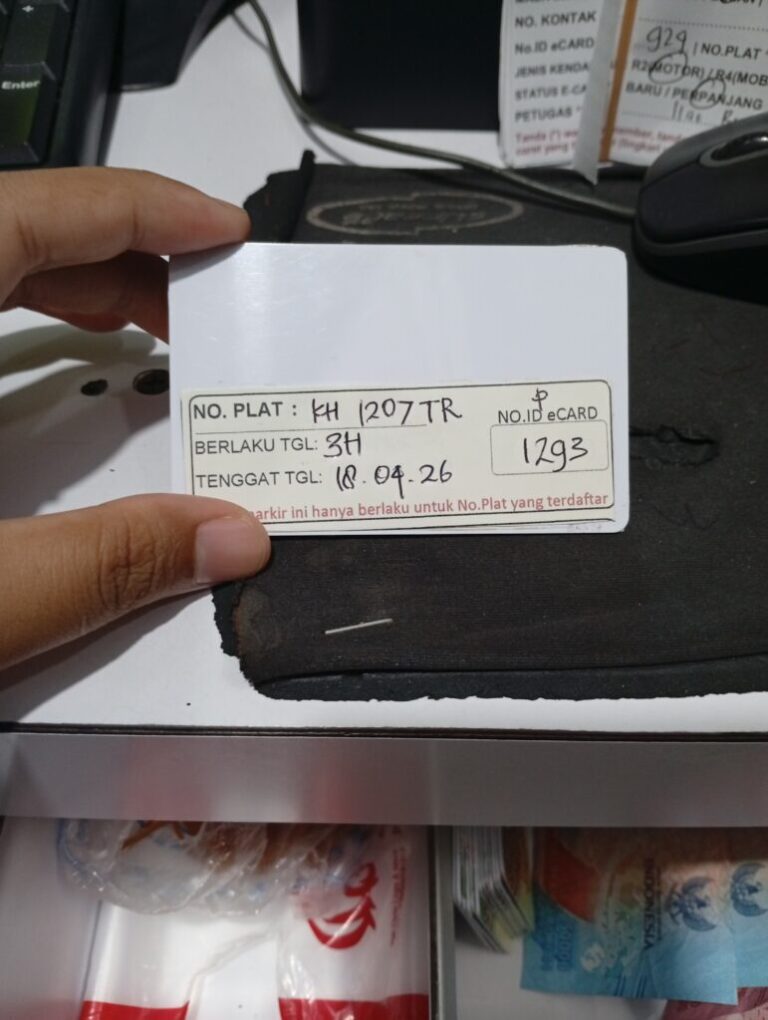 Enter
NO. KONTAK
No.ID eCARD
JENIS KENDA
STATUS E-CA
PETUGAS
929 | NO.PLAT
R2(MOTOR) / R4(MOB
BARU / PERPANJANG
NO. PLAT : KH 1207 TR
BERLAKU TGL: 3H
TENGGAT TGL: 18.04.26
P
NO.ID eCARD
1293
arkir ini hanya berlaku untuk No.Plat yang terdaftar
INDONESIA